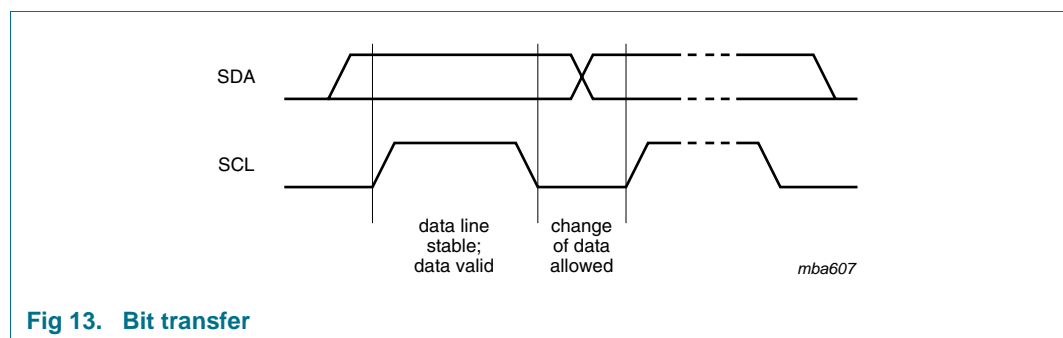 SDA
SCL
data line
stable;
data valid
change
of data
allowed
mba607
Fig 13. Bit transfer